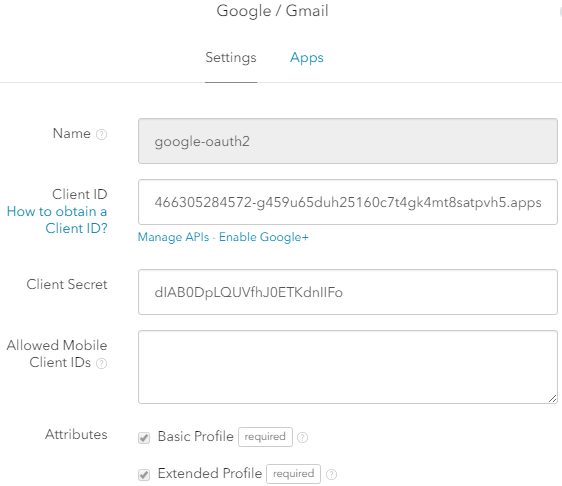 Google / Gmail
Settings Apps
Name ?
google-oauth2
Client ID
How to obtain a
Client ID?
466305284572-g459u65duh25160c7t4gk4mt8satpvh5.apps
Manage APIs · Enable Google+
Client Secret
dIAB0DpLQUVfhJ0ETKdnIIFo
Allowed Mobile
Client IDs ?
Attributes
Basic Profile required ?
Extended Profile required ?